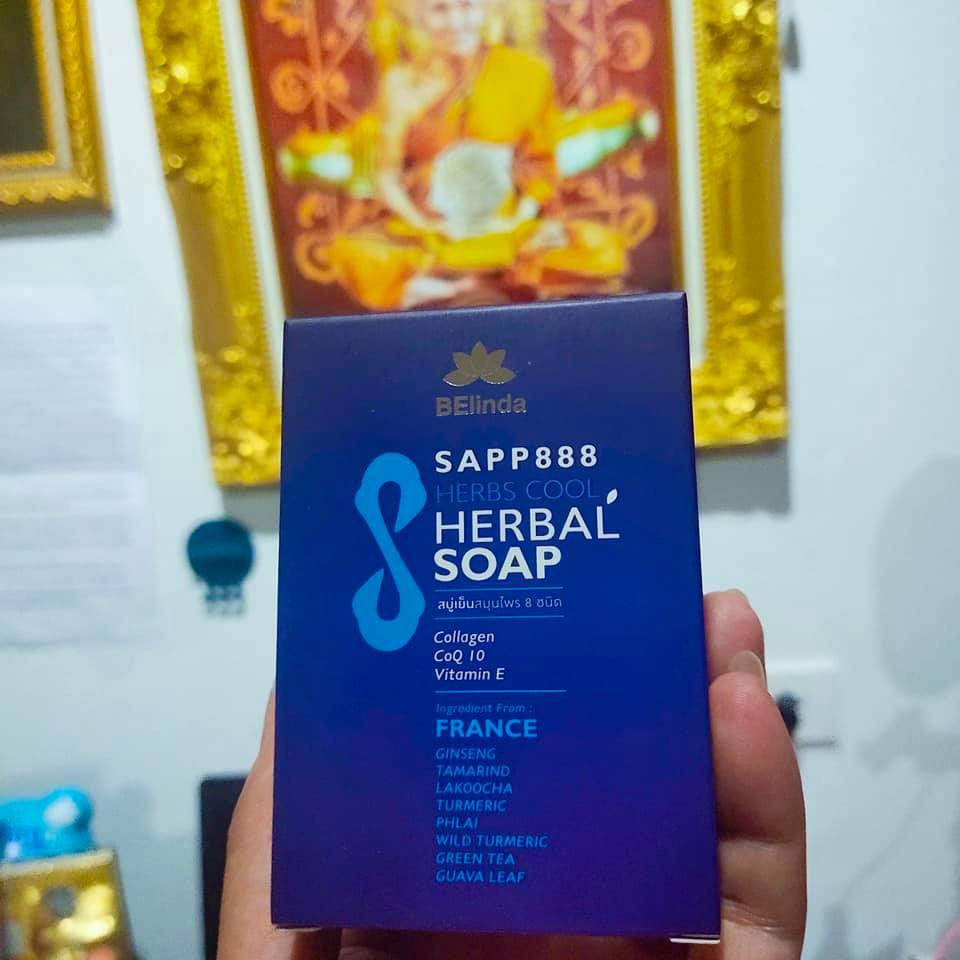 BElinda
SAPP888
HERBS COOL
HERBAL
SOAP
สบู่เย็นสมุนไพร 8 ชนิด
Collagen
CoQ 10
Vitamin E
Ingredient From :
FRANCE
GINSENG
TAMARIND
LAKOOCHA
TURMERIC
PHLAI
WILD TURMERIC
GREEN TEA
GUAVA LEAF